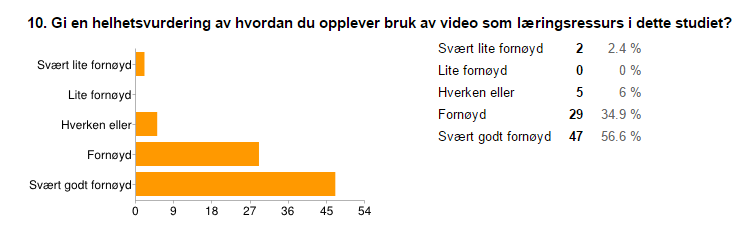 10. Gi en helhetsvurdering av hvordan du opplever bruk av video som læringsressurs i dette studiet?
Svært lite fornøyd
Lite fornøyd
Hverken eller
Fornøyd
Svært godt fornøyd
0 9 18 27 36 45 54
Svært lite fornøyd 2 2.4 %
Lite fornøyd 0 0 %
Hverken eller 5 6 %
Fornøyd 29 34.9 %
Svært godt fornøyd 47 56.6 %